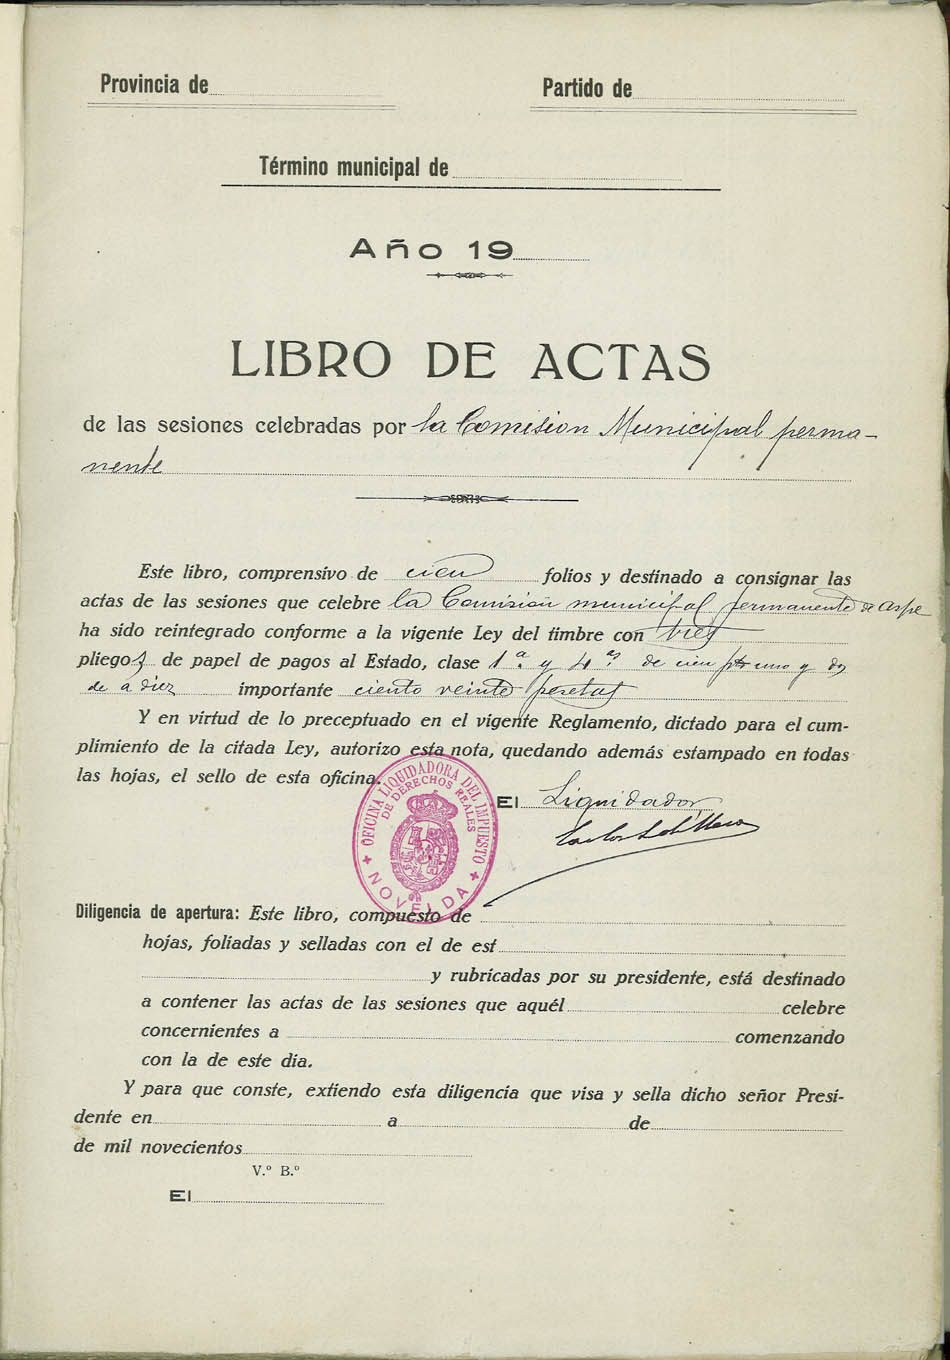 Provincia de
Partido de
Término municipal de
Año 19
LIBRO DE ACTAS
de las sesiones celebradas por la Comision Municipal perma-
nente
Este libro, comprensivo de cien folios y destinado a consignar las
actas de las sesiones que celebre la Comisión municipal permanente de Aspe
ha sido reintegrado conforme a la vigente Ley del timbre con tres
pliegos de papel de pagos al Estado, clase 1ª y 4ªs de cien pts uno y dos
de a diez importante ciento veinte pesetas
Y en virtud de lo preceptuado en el vigente Reglamento, dictado para el cum-
plimiento de la citada Ley, autorizo esta nota, quedando además estampado en todas
las hojas, el sello de esta oficina.
El Liquidador
OFICINA LIQUIDADORA DEL IMPUESTO
DE DERECHOS REALES
+ NOVELDA +
Diligencia de apertura: Este libro, compuesto de
hojas, foliadas y selladas con el de est
y rubricadas por su presidente, está destinado
a contener las actas de las sesiones que aquél celebre
concernientes a comenzando
con la de este dia.
Y para que conste, extiendo esta diligencia que visa y sella dicho señor Presi-
dente en a de
de mil novecientos
V.º B.º
El